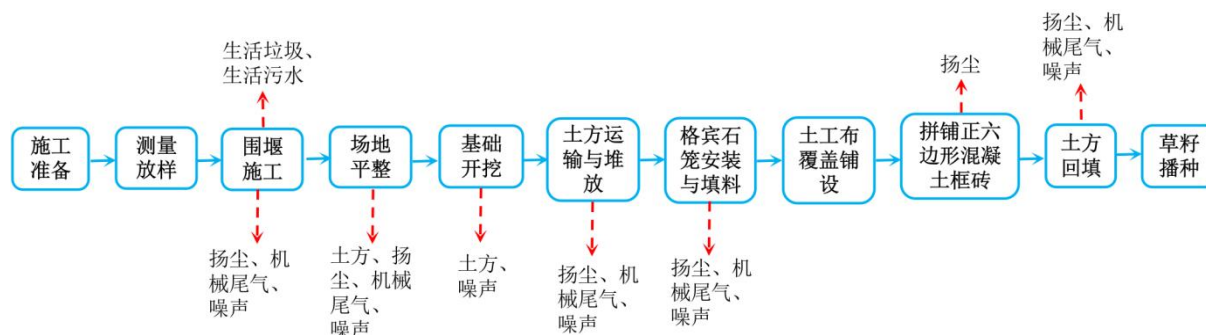 生活垃圾、
生活污水
扬尘
扬尘、机
械尾气、
噪声
施工
准备
测量
放样
围堰
施工
场地
平整
基础
开挖
土方运
输与堆
放
格宾石
笼安装
与填料
土工布
覆盖铺
设
拼铺正六
边形混凝
土框砖
土方
回填
草籽
播种
扬尘、机
械尾气、
噪声
土方、扬
尘、机械
尾气、
噪声
土方、
噪声
扬尘、机
械尾气、
噪声
扬尘、机
械尾气、
噪声